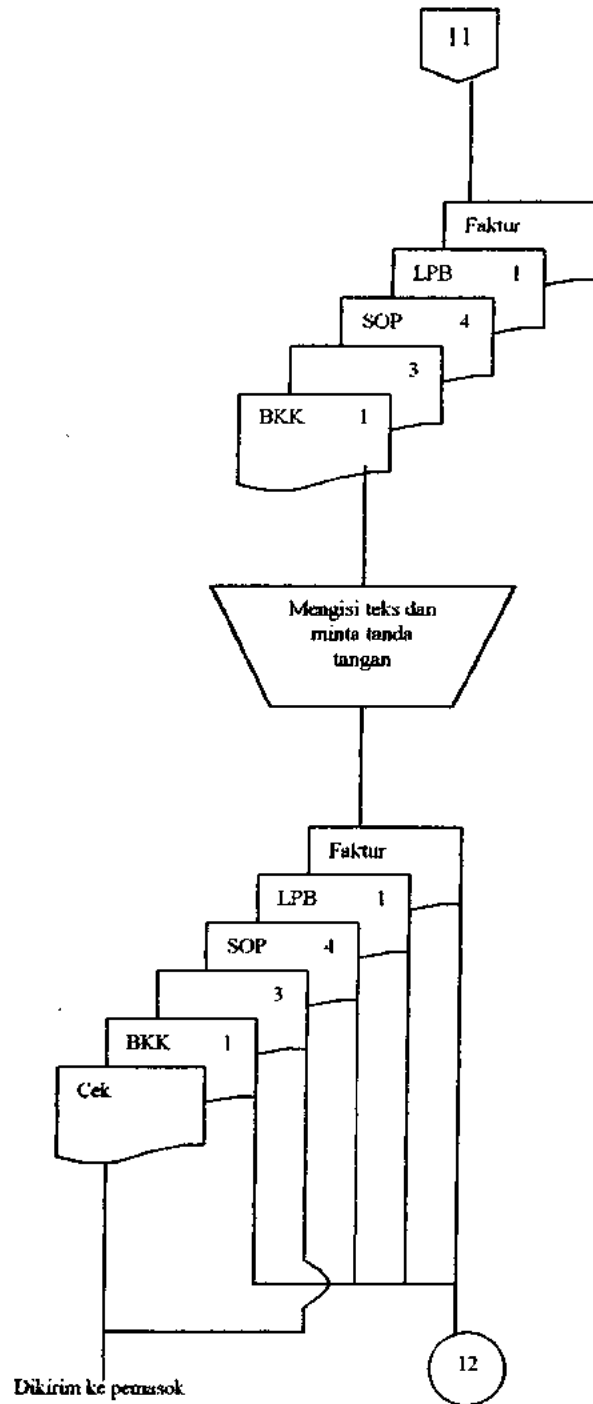 11
Faktur
LPB 1
SOP 4
3
BKK 1
Mengisi teks dan
minta tanda
tangan
Faktur
LPB 1
SOP 4
3
BKK 1
Cek
12
Dikirim ke pemasok